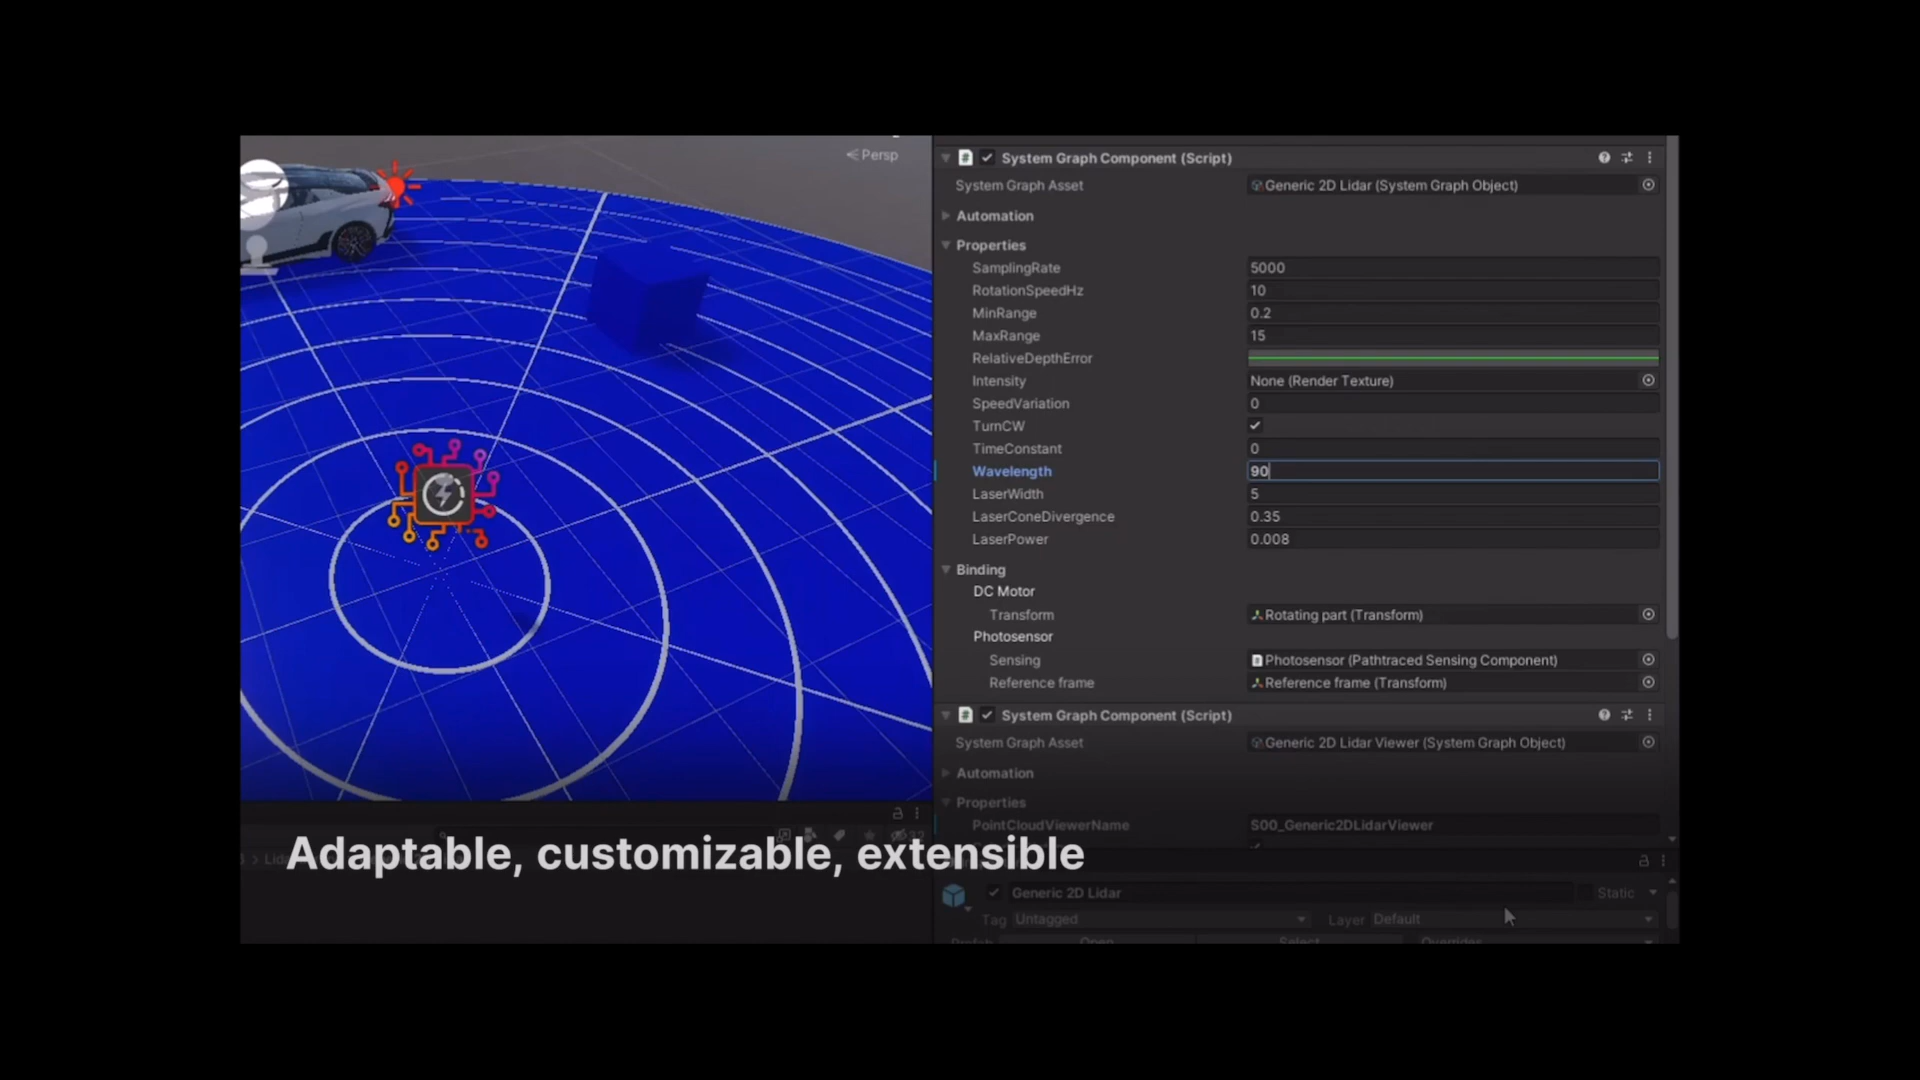 Persp
System Graph Component (Script)
System Graph Asset
Generic 2D Lidar (System Graph Object)
Automation
Properties
SamplingRate
5000
RotationSpeedHz
10
MinRange
0.2
MaxRange
15
RelativeDepthError
Intensity
None (Render Texture)
SpeedVariation
0
TurnCW
TimeConstant
0
Wavelength
90
LaserWidth
5
LaserConeDivergence
0.35
LaserPower
0.008
Binding
DC Motor
Transform
Rotating part (Transform)
Photosensor
Sensing
Photosensor (Pathtraced Sensing Component)
Reference frame
Reference frame (Transform)
System Graph Component (Script)
System Graph Asset
Generic 2D Lidar Viewer (System Graph Object)
Automation
Properties
PointCloudViewerName
S00_Generic2DLidarViewer
Adaptable, customizable, extensible
Generic 2D Lidar
Static
Tag Untagged
Layer Default
Open
Select
Overrides